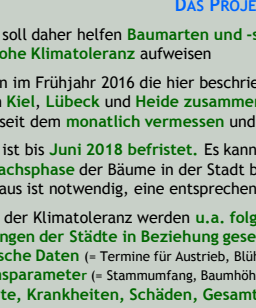 DAS PROJE
soll daher helfen Baumarten und -s
ohe Klimatoleranz aufweisen
n im Frühjahr 2016 die hier beschrie
Kiel, Lübeck und Heide zusammen
seit dem monatlich vermessen und
ist bis Juni 2018 befristet. Es kann
achsphase der Bäume in der Stadt b
aus ist notwendig, eine entsprechen
der Klimatoleranz werden u.a. folg
ngen der Städte in Beziehung gese
sche Daten (= Termine für Austrieb, Blüh
nsparameter (= Stammumfang, Baumhöh
te, Krankheiten, Schäden, Gesamt